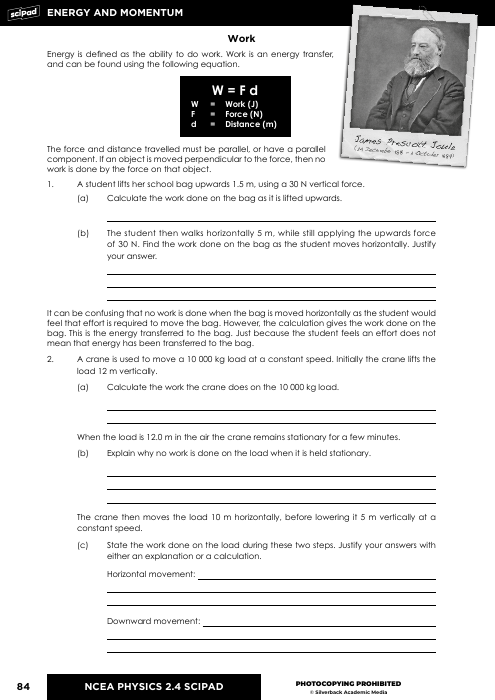 scipad
ENERGY AND MOMENTUM
Work
Energy is defined as the ability to do work. Work is an energy transfer,
and can be found using the following equation.
W = F d
W = Work (J)
F = Force (N)
d = Distance (m)
James Prescott Joule
The force and distance travelled must be parallel, or have a parallel
component. If an object is moved perpendicular to the force, then no
work is done by the force on that object.
1. A student lifts her school bag upwards 1.5 m, using a 30 N vertical force.
(a) Calculate the work done on the bag as it is lifted upwards.
(b) The student then walks horizontally 5 m, while still applying the upwards force
of 30 N. Find the work done on the bag as the student moves horizontally. Justify
your answer.
It can be confusing that no work is done when the bag is moved horizontally as the student would
feel that effort is required to move the bag. However, the calculation gives the work done on the
bag. This is the energy transferred to the bag. Just because the student feels an effort does not
mean that energy has been transferred to the bag.
2. A crane is used to move a 10 000 kg load at a constant speed. Initially the crane lifts the
load 12 m vertically.
(a) Calculate the work the crane does on the 10 000 kg load.
When the load is 12.0 m in the air the crane remains stationary for a few minutes.
(b) Explain why no work is done on the load when it is held stationary.
The crane then moves the load 10 m horizontally, before lowering it 5 m vertically at a
constant speed.
(c) State the work done on the load during these two steps. Justify your answers with
either an explanation or a calculation.
Horizontal movement:
Downward movement:
84
NCEA PHYSICS 2.4 SCIPAD
PHOTOCOPYING PROHIBITED
© Silverback Academic Media